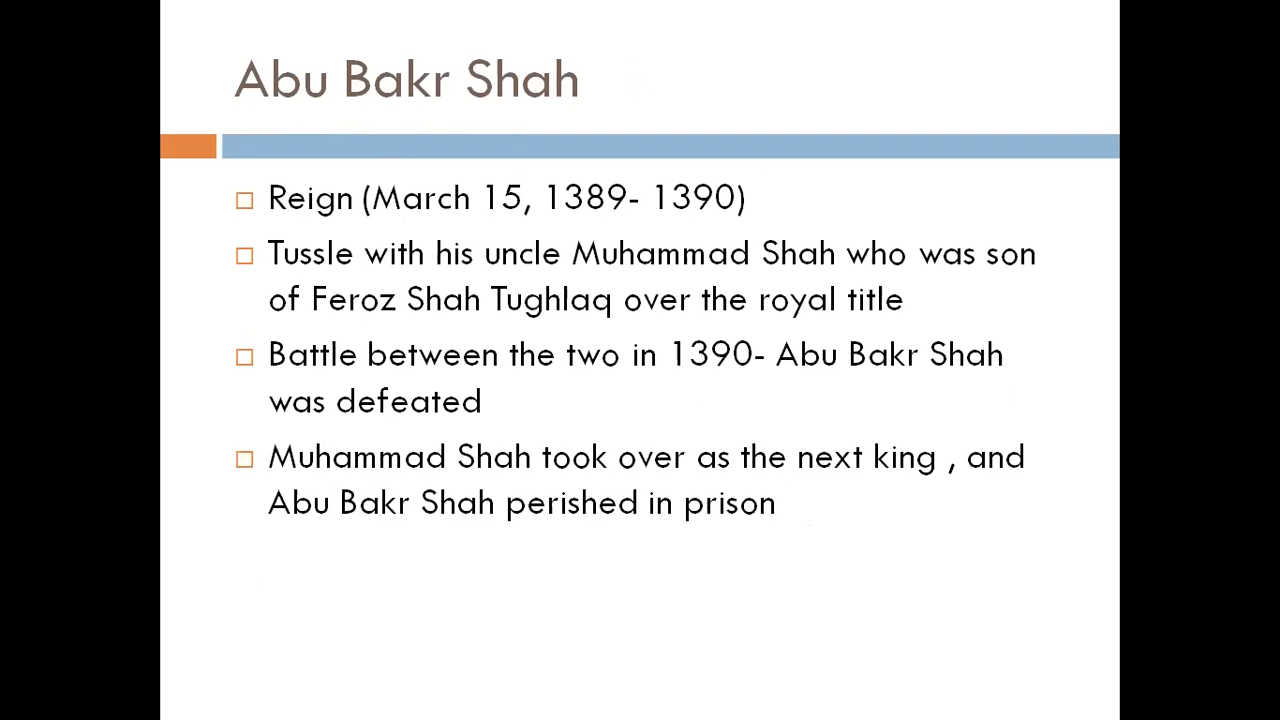 Abu Bakr Shah
Reign (March 15, 1389- 1390)
Tussle with his uncle Muhammad Shah who was son
of Feroz Shah Tughlaq over the royal title
Battle between the two in 1390- Abu Bakr Shah
was defeated
Muhammad Shah took over as the next king , and
Abu Bakr Shah perished in prison